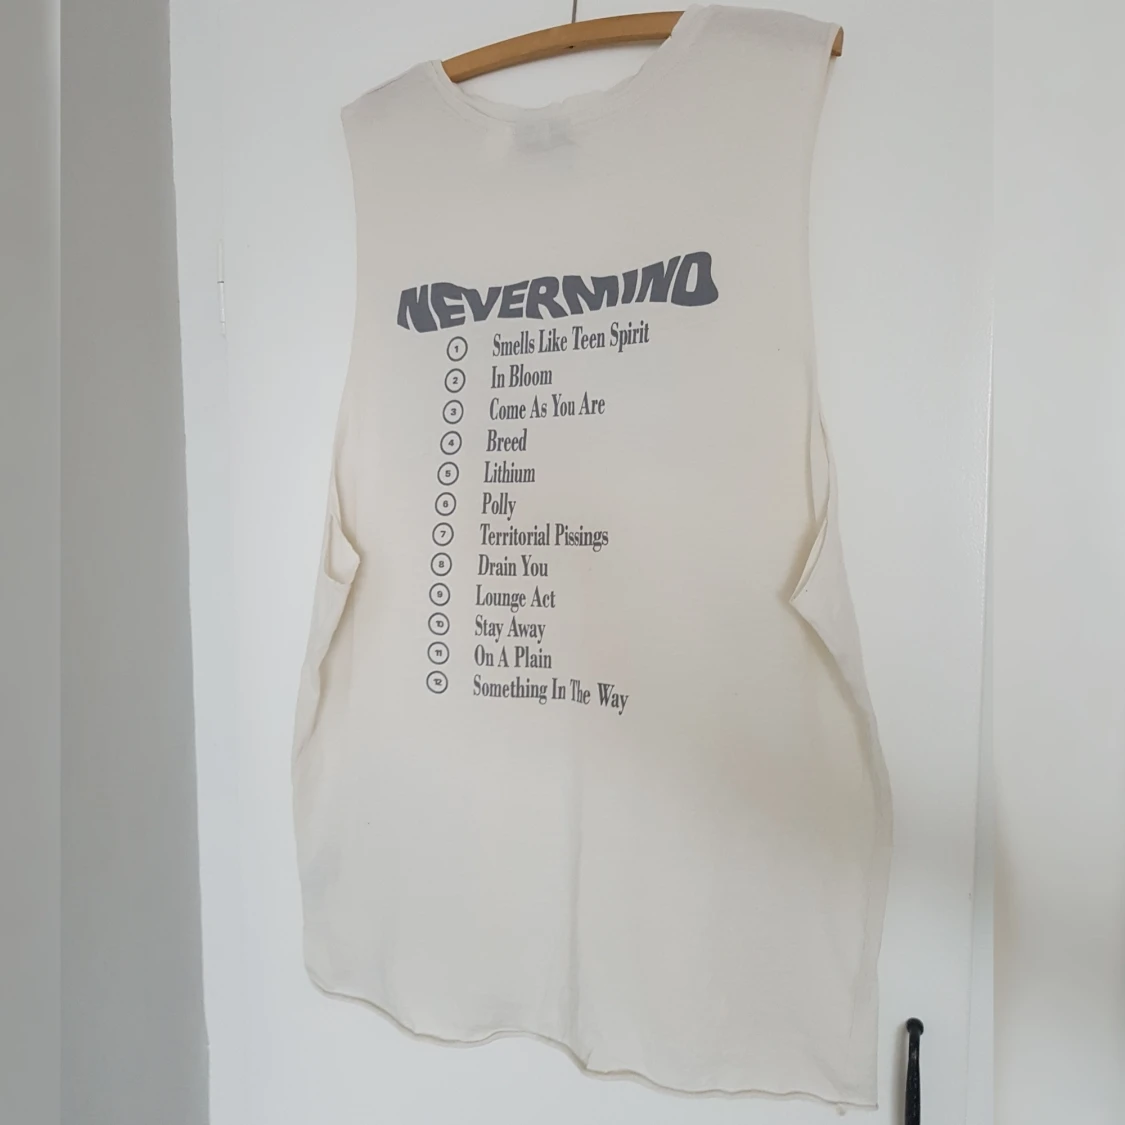 NEVERMIND
1 Smells Like Teen Spirit
2 In Bloom
3 Come As You Are
4 Breed
5 Lithium
6 Polly
7 Territorial Pissings
8 Drain You
9 Lounge Act
10 Stay Away
11 On A Plain
12 Something In The Way